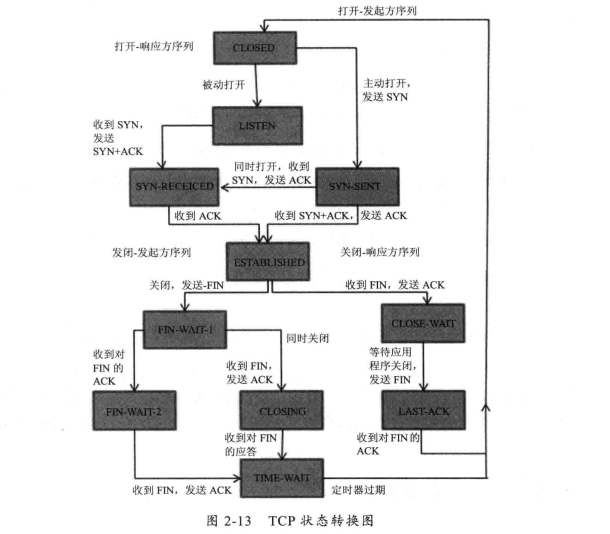 打开-发起方序列
打开-响应方序列
CLOSED
被动打开
主动打开，
发送 SYN
收到 SYN，
发送
SYN+ACK
LISTEN
同时打开，收到
SYN，发送 ACK
SYN-RECEICED
SYN-SENT
收到 ACK
收到 SYN+ACK，发送 ACK
发闭-发起方序列
关闭-响应方序列
ESTABLISHED
关闭，发送-FIN
收到 FIN，发送 ACK
FIN-WAIT-1
CLOSE-WAIT
同时关闭
收到对
FIN 的
ACK
收到 FIN，
发送 ACK
等待应用
程序关闭，
发送 FIN
FIN-WAIT-2
CLOSING
LAST-ACK
收到对 FIN
的应答
收到对 FIN的
ACK
收到 FIN，发送 ACK
TIME-WAIT
定时器过期
图 2-13 TCP 状态转换图